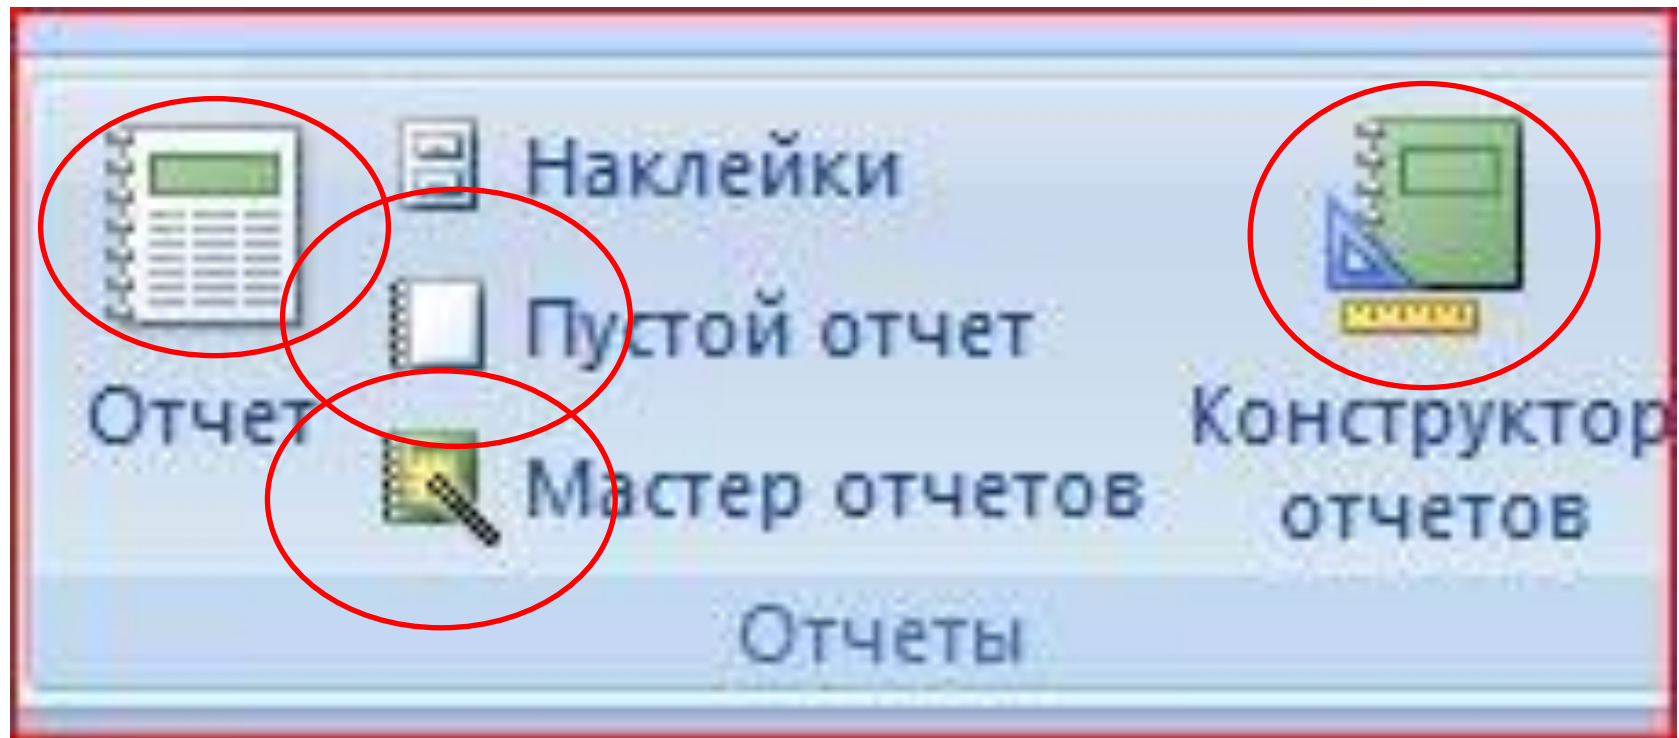 Отчет
Наклейки
Пустой отчет
Мастер отчетов
Конструктор
отчетов
Отчеты